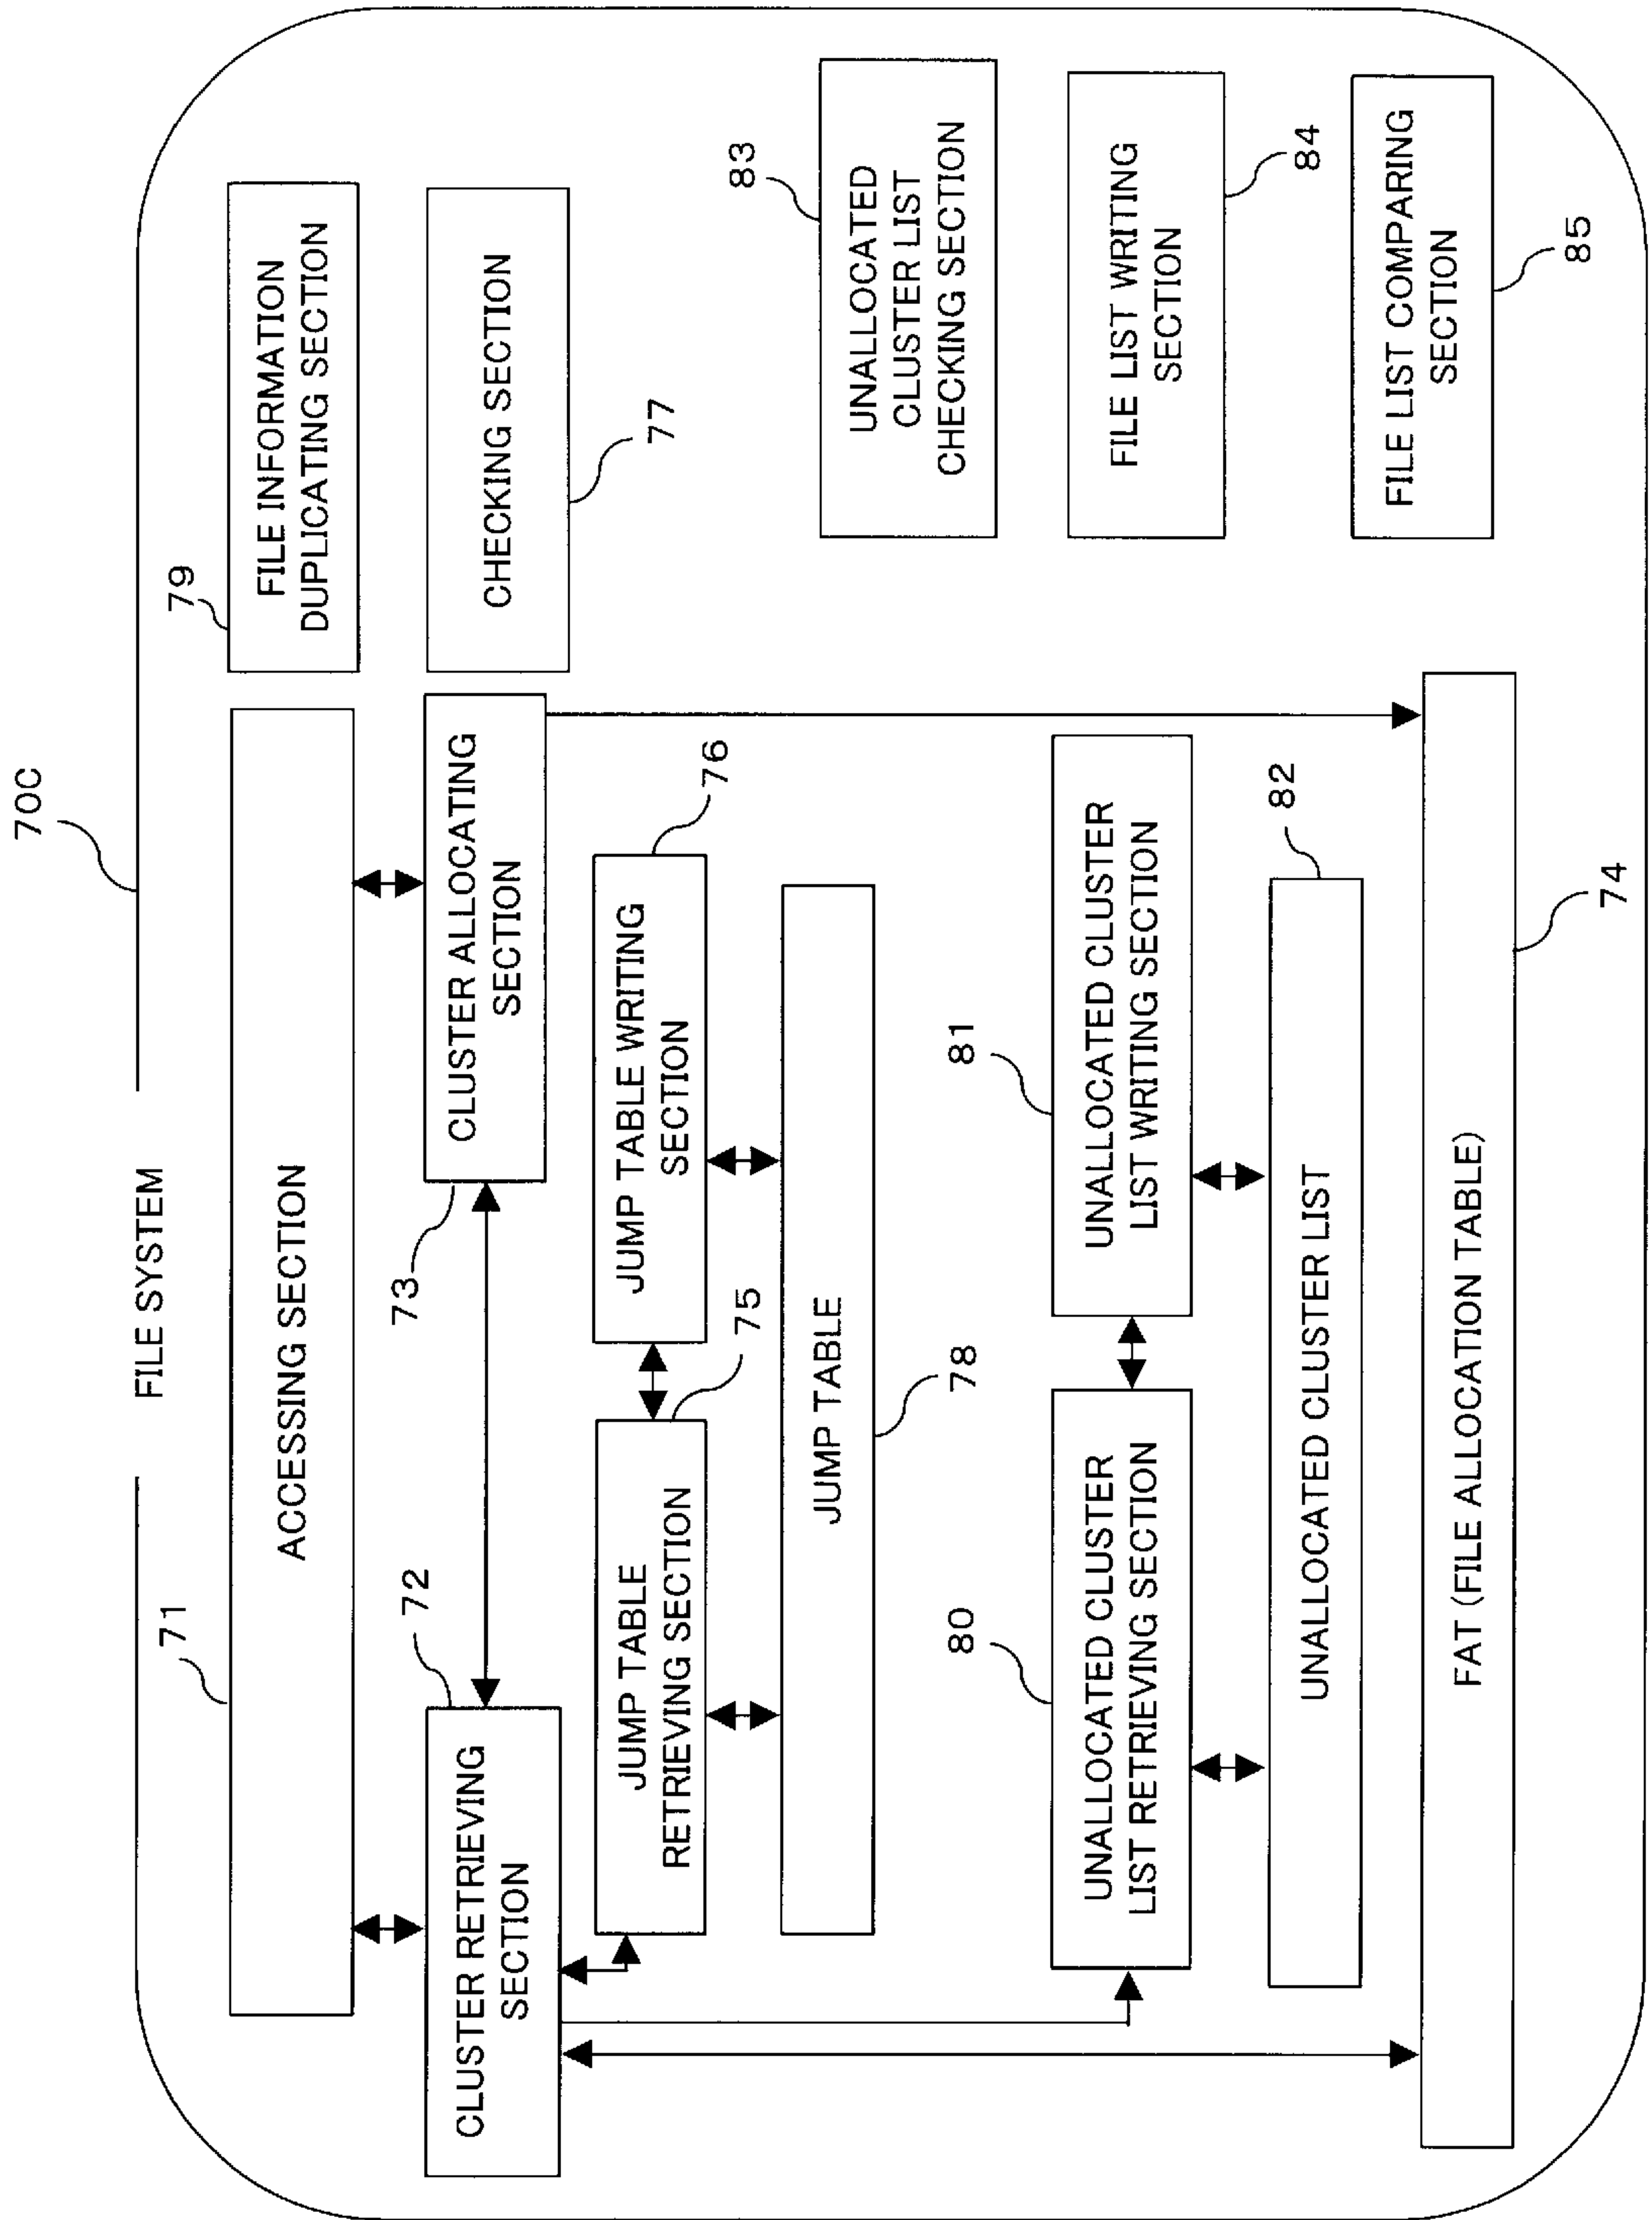 70C
FILE SYSTEM
71
ACCESSING SECTION
79
FILE INFORMATION
DUPLICATING SECTION
72
CLUSTER RETRIEVING
SECTION
73
CLUSTER ALLOCATING
SECTION
CHECKING SECTION
77
JUMP TABLE
RETRIEVING SECTION
75
JUMP TABLE WRITING
SECTION
76
JUMP TABLE
78
83
UNALLOCATED
CLUSTER LIST
CHECKING SECTION
80
UNALLOCATED CLUSTER
LIST RETRIEVING SECTION
81
UNALLOCATED CLUSTER
LIST WRITING SECTION
FILE LIST WRITING
SECTION
84
UNALLOCATED CLUSTER LIST
82
FAT (FILE ALLOCATION TABLE)
74
FILE LIST COMPARING
SECTION
85